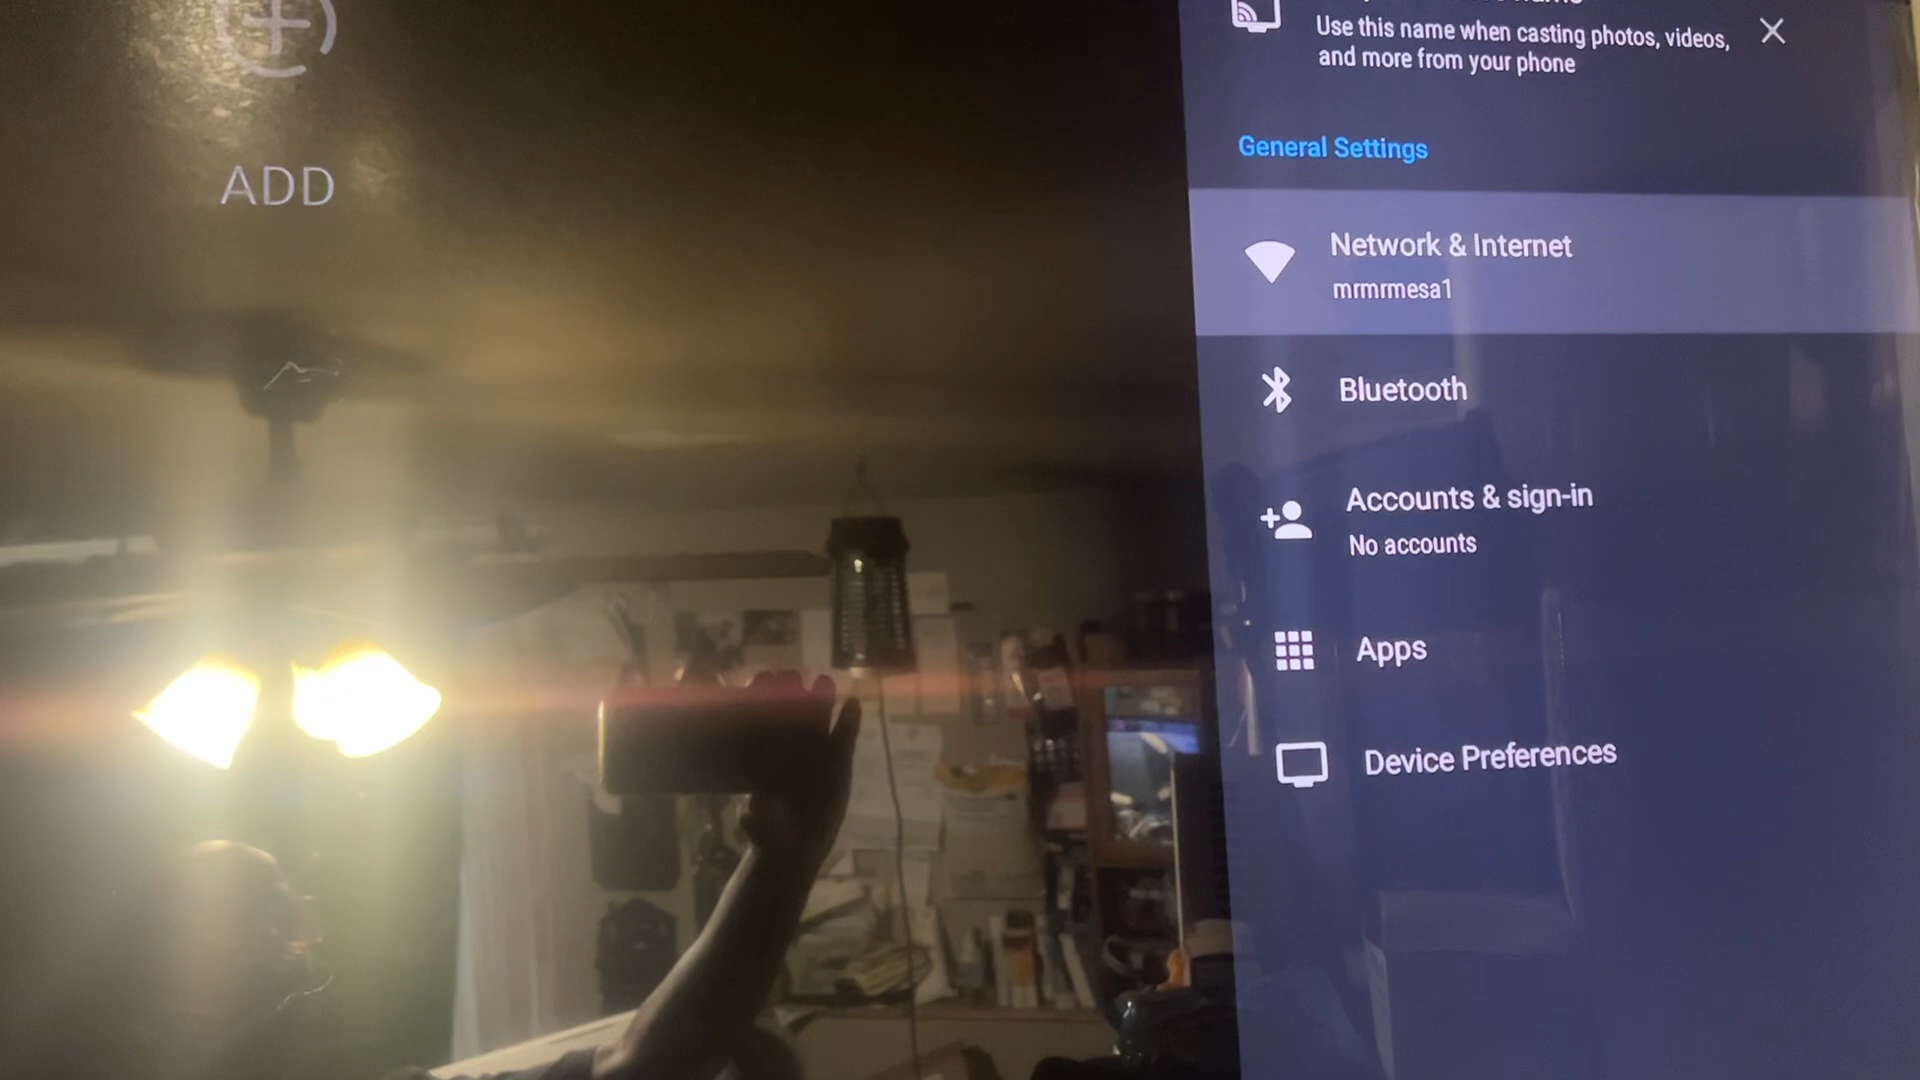 Use this name when casting photos, videos,
and more from your phone
General Settings
ADD
Network & Internet
mrmrmesa1
Bluetooth
Accounts & sign-in
No accounts
Apps
Device Preferences